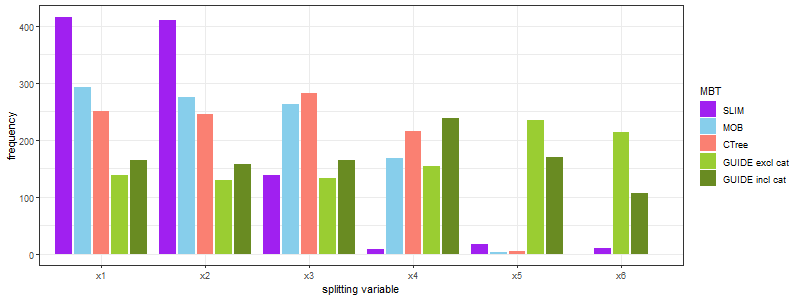 400
300
200
100
0
frequency
x1 x2 x3 x4 x5 x6
splitting variable
MBT
SLIM
MOB
CTree
GUIDE excl cat
GUIDE incl cat